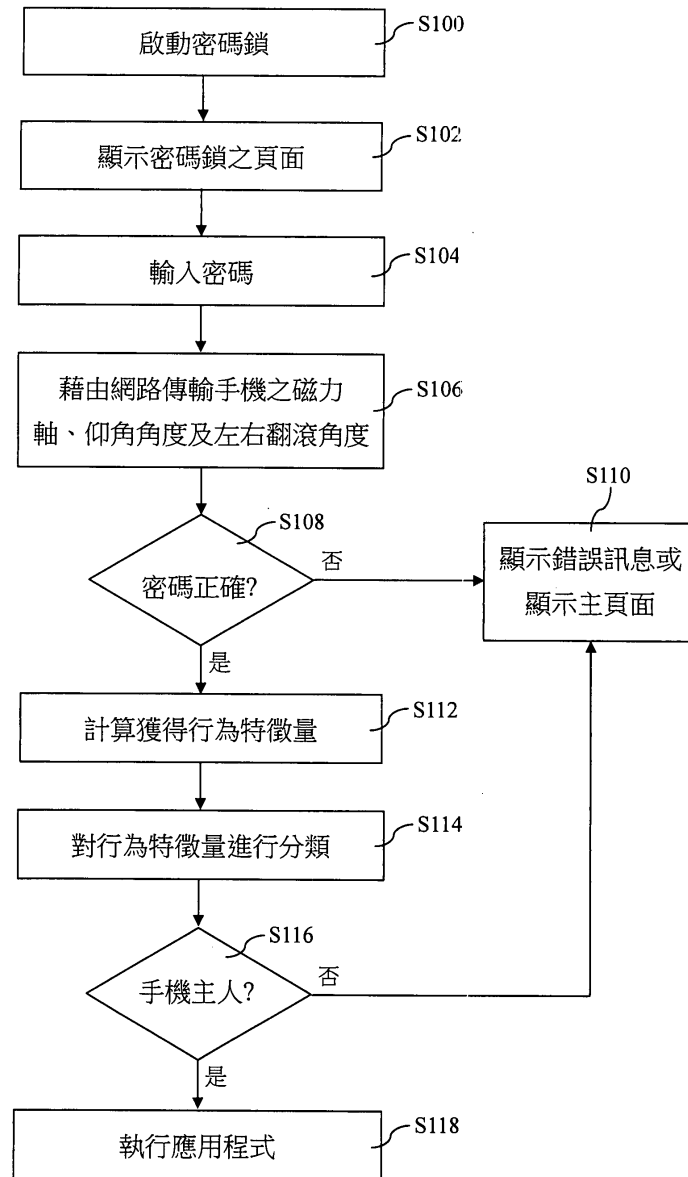 啟動密碼鎖
S100
顯示密碼鎖之頁面
S102
輸入密碼
S104
藉由網路傳輸手機之磁力
軸、仰角角度及左右翻滾角度
S106
密碼正確?
S108
否
是
顯示錯誤訊息或
顯示主頁面
S110
計算獲得行為特徵量
S112
對行為特徵量進行分類
S114
手機主人?
S116
否
是
執行應用程式
S118